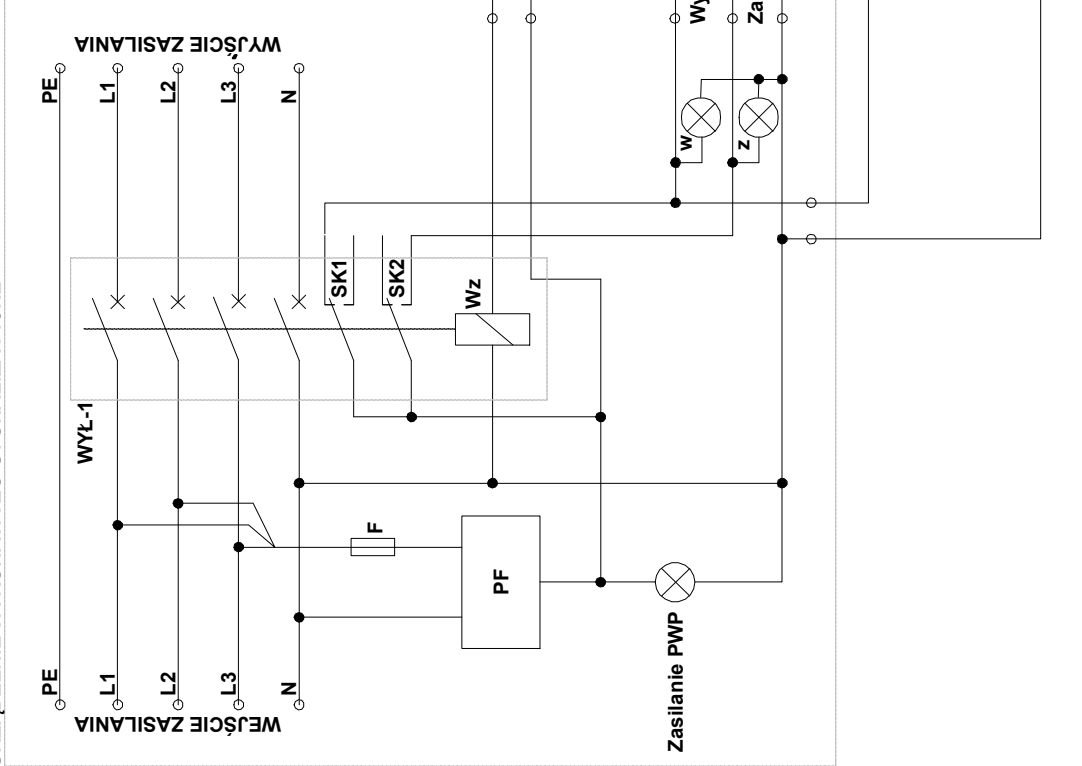 WYJŚCIE ZASILANIA
PE
L1
L2
L3
N
w
z
SK1
SK2
Wz
WYŁ-1
F
PF
Zasilanie PWP
PE
L1
L2
L3
N
WEJŚCIE ZASILANIA